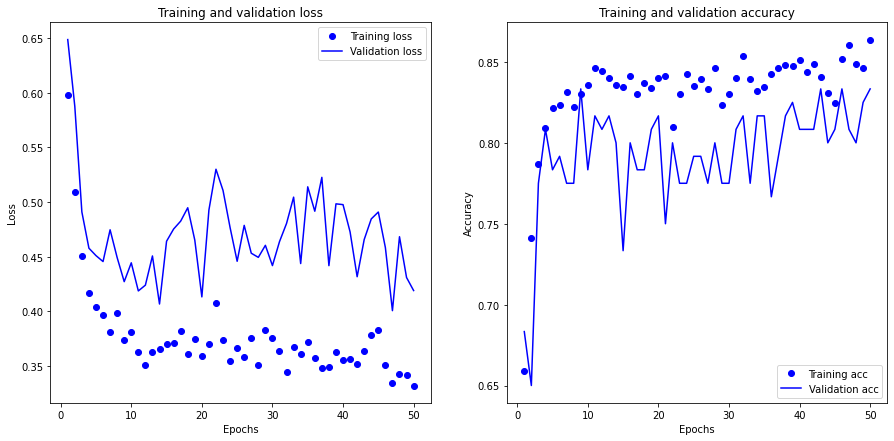 Training and validation loss
Training loss
Validation loss
0.65
0.60
0.55
0.50
0.45
0.40
0.35
Loss
0
10
20
30
40
50
Epochs
Training and validation accuracy
0.85
0.80
0.75
0.70
0.65
Accuracy
Training acc
Validation acc
0
10
20
30
40
50
Epochs